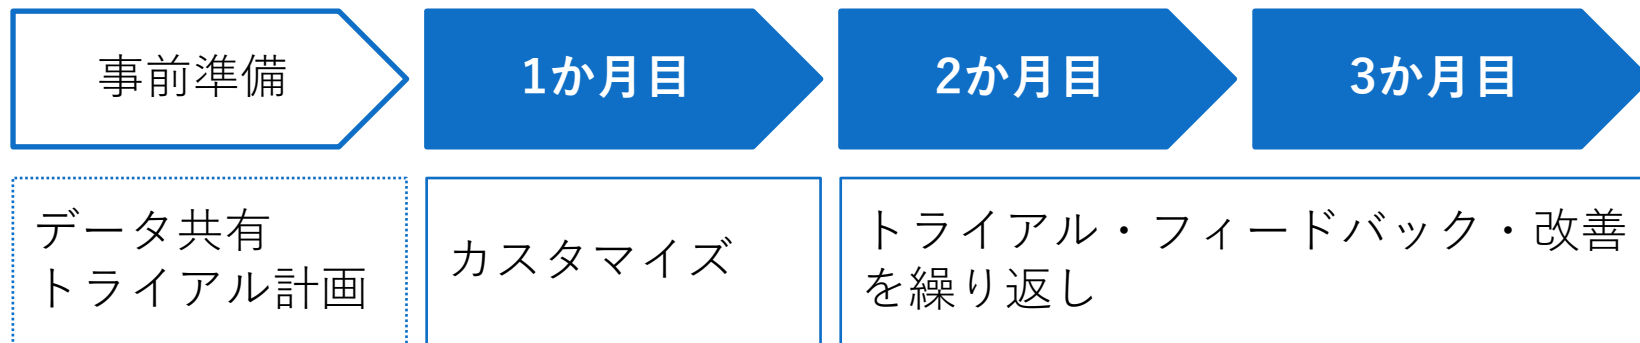 事前準備
1か月目
2か月目
3か月目
データ共有
トライアル計画
カスタマイズ
トライアル・フィードバック・改善
を繰り返し